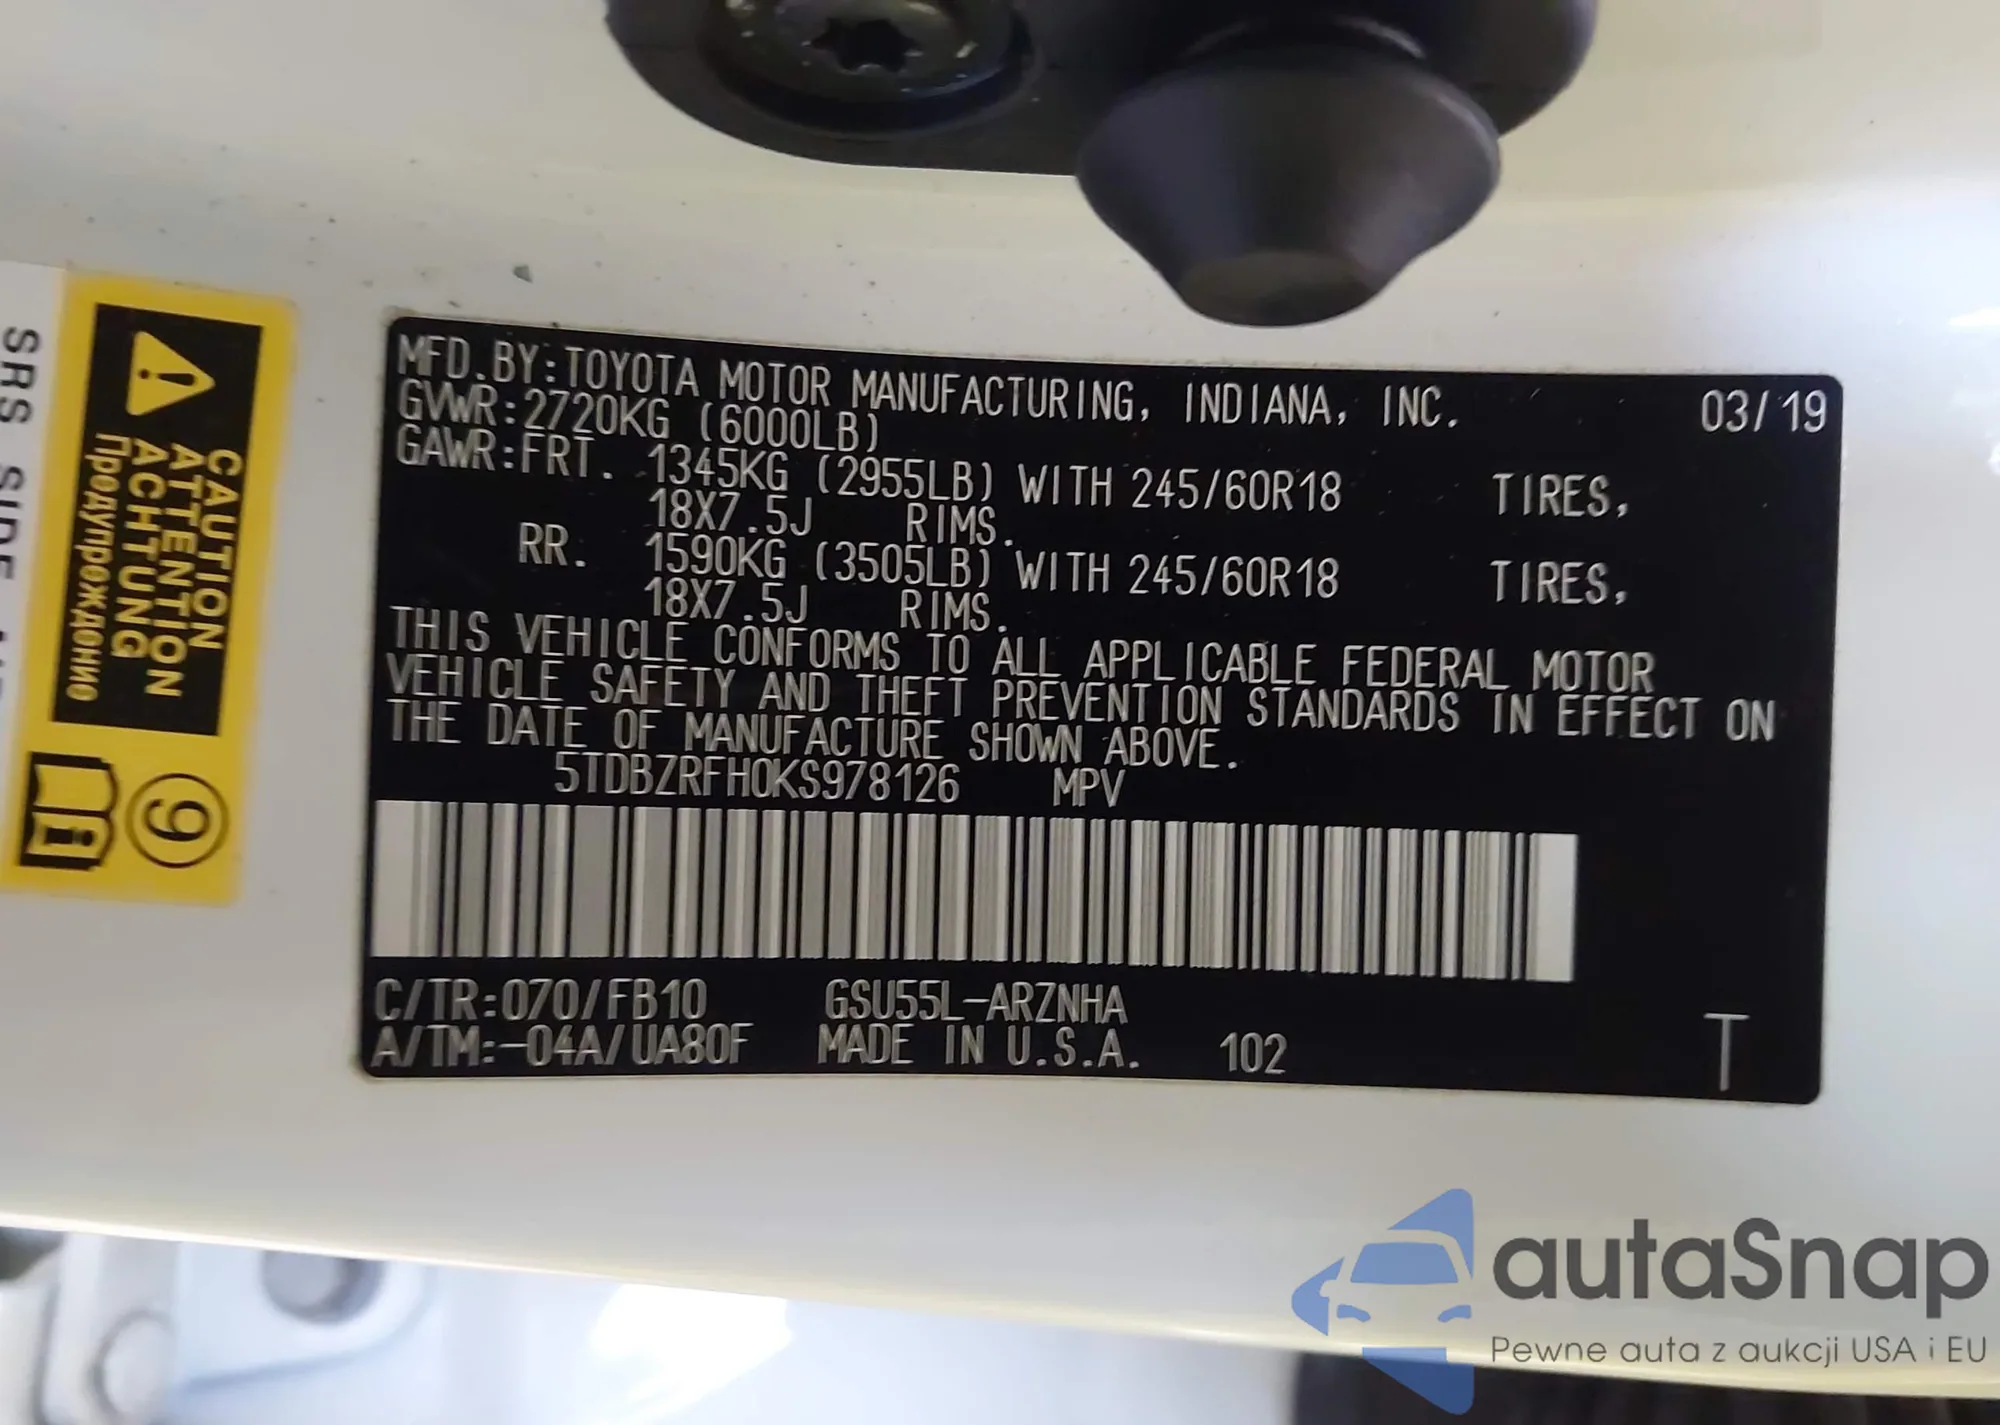 MFD.BY:TOYOTA MOTOR MANUFACTURING, INDIANA, INC. 03/19
GVWR:2720KG (6000LB)
GAWR:FRT. 1345KG (2955LB) WITH 245/60R18 TIRES,
18X7.5J RIMS.
RR. 1590KG (3505LB) WITH 245/60R18 TIRES,
18X7.5J RIMS.
THIS VEHICLE CONFORMS TO ALL APPLICABLE FEDERAL MOTOR
VEHICLE SAFETY AND THEFT PREVENTION STANDARDS IN EFFECT ON
THE DATE OF MANUFACTURE SHOWN ABOVE.
5TDBZRFH0KS978126 MPV
C/TR:070/FB10 GSU55L-ARZNHA
A/TM:-04A/UA80F MADE IN U.S.A. 102 T
CAUTION
ATTENTION
ACHTUNG
Предупреждение
9
SRS SIDE
autaSnap
Pewne auta z aukcji USA i EU